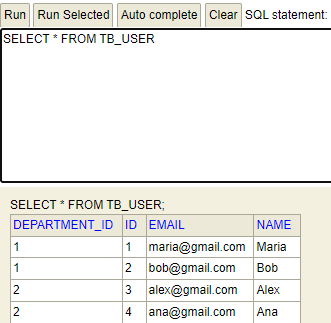 Run Run Selected Auto complete Clear SQL statement:
SELECT * FROM TB_USER
SELECT * FROM TB_USER;
DEPARTMENT_ID ID EMAIL NAME
1 1 maria@gmail.com Maria
1 2 bob@gmail.com Bob
2 3 alex@gmail.com Alex
2 4 ana@gmail.com Ana